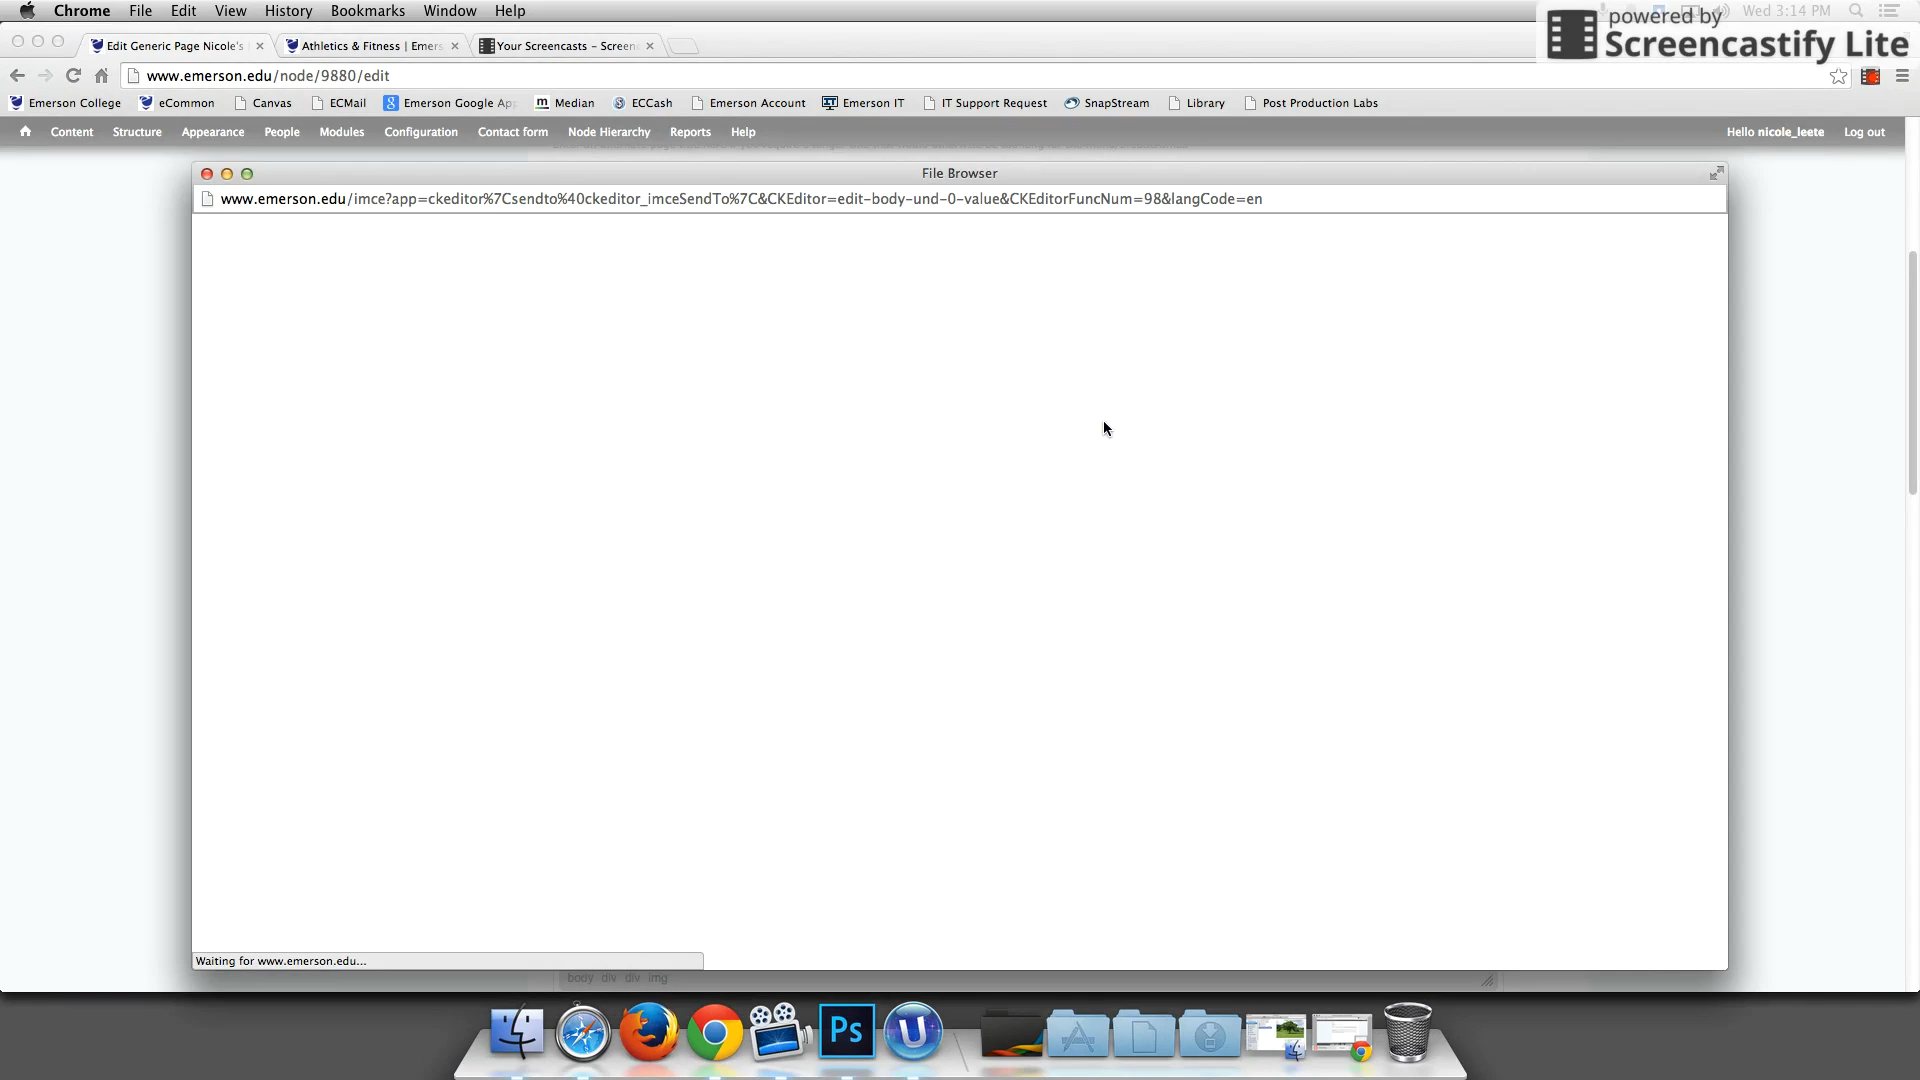 Chrome File Edit View History Bookmarks Window Help Wed 3:14 PM
powered by
Screencastify Lite
Edit Generic Page Nicole's Athletics & Fitness | Emers Your Screencasts – Screen
www.emerson.edu/node/9880/edit
Emerson College eCommon Canvas ECMail Emerson Google App Median ECCash Emerson Account Emerson IT IT Support Request SnapStream Library Post Production Labs
Content Structure Appearance People Modules Configuration Contact form Node Hierarchy Reports Help Hello nicole_leete Log out
File Browser
www.emerson.edu/imce?app=ckeditor%7Csendto%40ckeditor_imceSendTo%7C&CKEditor=edit-body-und-0-value&CKEditorFuncNum=98&langCode=en
Waiting for www.emerson.edu...
body div div img
Ps